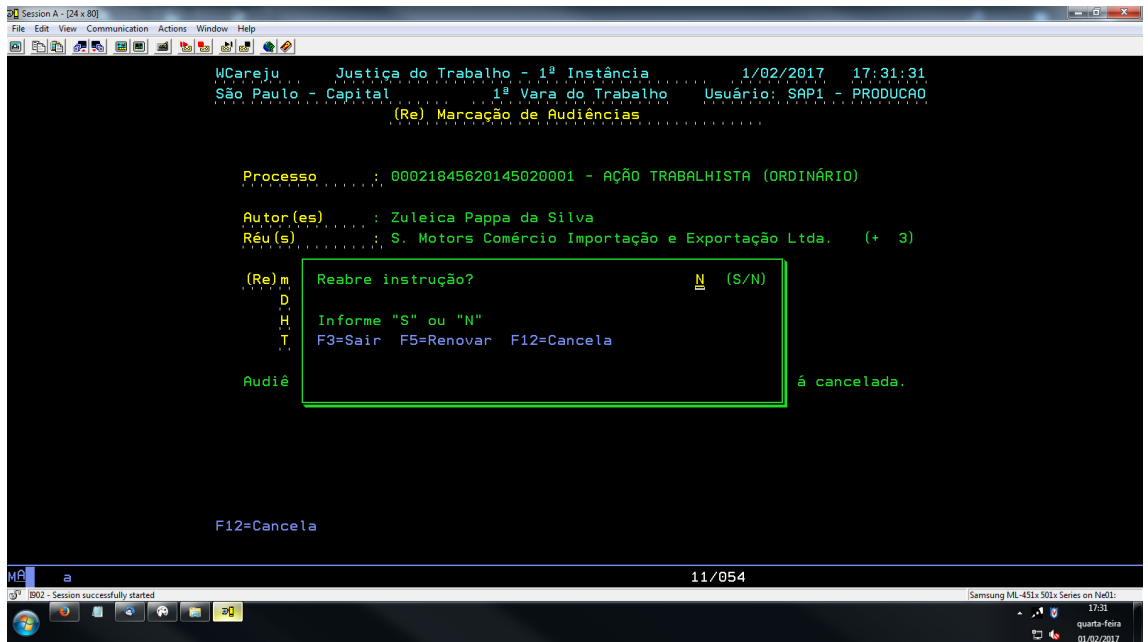 Session A - [24 x 80]
File Edit View Communication Actions Window Help
WCareju Justiça do Trabalho - 1ª Instância 1/02/2017 17:31:31
São Paulo - Capital 1ª Vara do Trabalho Usuário: SAP1 - PRODUCAO
(Re) Marcação de Audiências
Processo : 00021845620145020001 - AÇÃO TRABALHISTA (ORDINÁRIO)
Autor(es) : Zuleica Pappa da Silva
Réu(s) : S. Motors Comércio Importação e Exportação Ltda. (+ 3)
(Re)m Reabre instrução? N (S/N)
D
H Informe "S" ou "N"
T F3=Sair F5=Renovar F12=Cancela
Audiê á cancelada.
F12=Cancela
MA a 11/054
I902 - Session successfully started Samsung ML-451x 501x Series on Ne01:
17:31
quarta-feira
01/02/2017